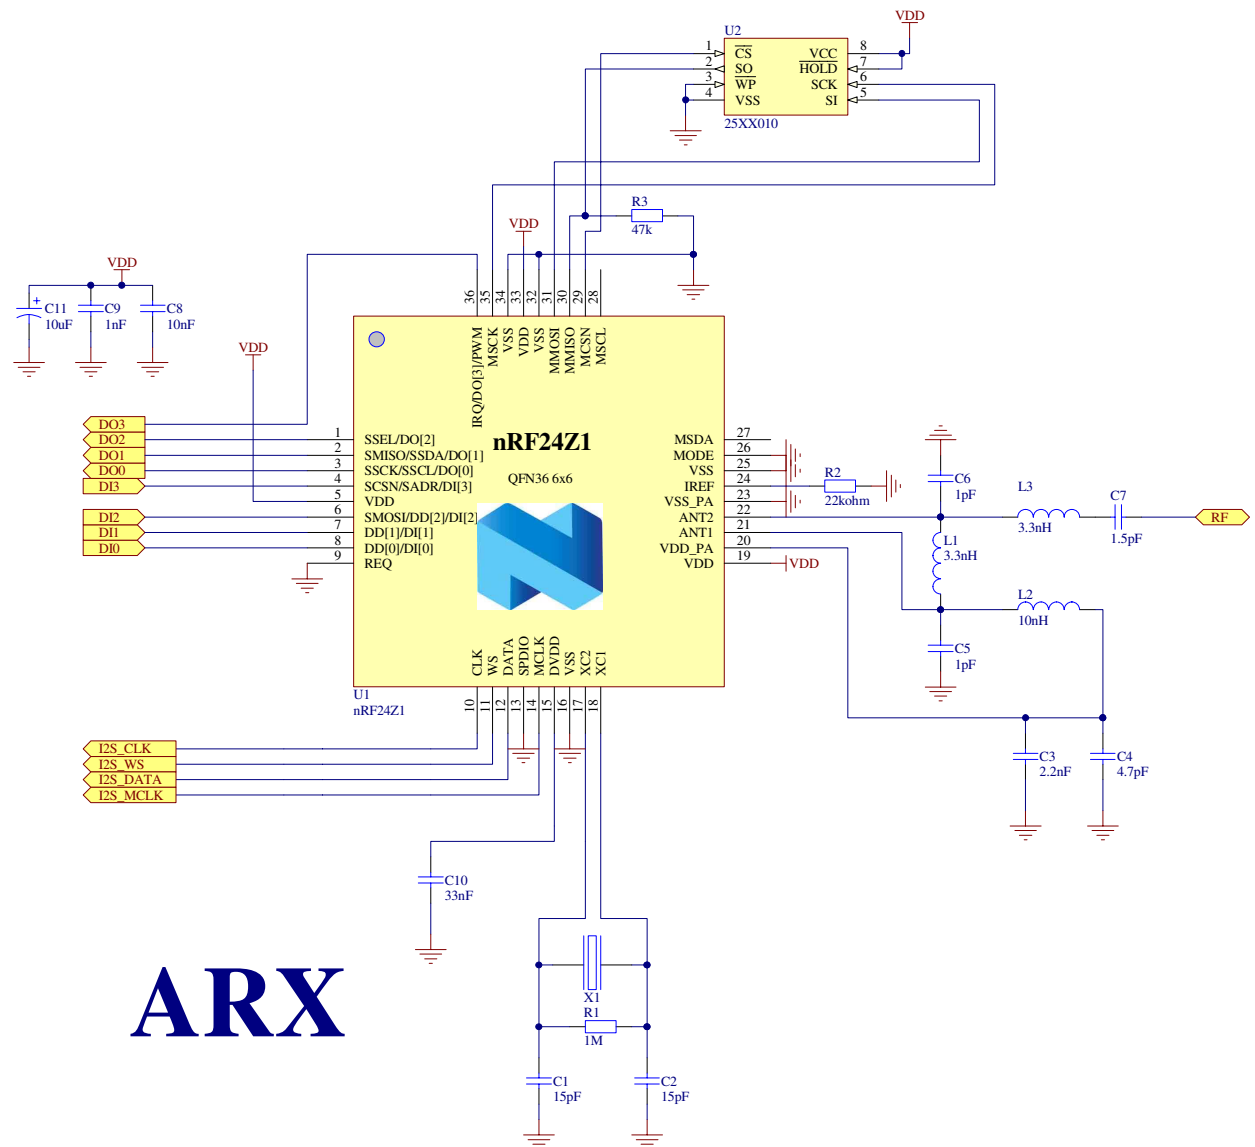 VDD
U2
1 CS VCC 8
2 SO HOLD 7
3 WP SCK 6
4 VSS SI 5
25XX010
R3
47k
VDD
VDD
+
C11
10uF
C9
1nF
C8
10nF
VDD
36 35 34 33 32 31 30 29 28
IRQ/DO[3]/PWM
MSCK
VSS
VDD
VSS
MMOSI
MMISO
MCSN
MSCL
DO3
DO2
DO1
DO0
DI3
DI2
DI1
DI0
1 SSEL/DO[2]
2 SMISO/SSDA/DO[1]
3 SSCK/SSCL/DO[0]
4 SCSN/SADR/DI[3]
5 VDD
6 SMOSI/DD[2]/DI[2]
7 DD[1]/DI[1]
8 DD[0]/DI[0]
9 REQ
nRF24Z1
QFN36 6x6
MSDA 27
MODE 26
VSS 25
IREF 24
VSS_PA 23
ANT2 22
ANT1 21
VDD_PA 20
VDD 19
VDD
R2
22kohm
C6
1pF
L3
3.3nH
C7
1.5pF
RF
L1
3.3nH
L2
10nH
C5
1pF
C3
2.2nF
C4
4.7pF
CLK
WS
DATA
SPDIO
MCLK
DVDD
VSS
XC2
XC1
10 11 12 13 14 15 16 17 18
U1
nRF24Z1
I2S_CLK
I2S_WS
I2S_DATA
I2S_MCLK
C10
33nF
ARX
X1
R1
1M
C1
15pF
C2
15pF